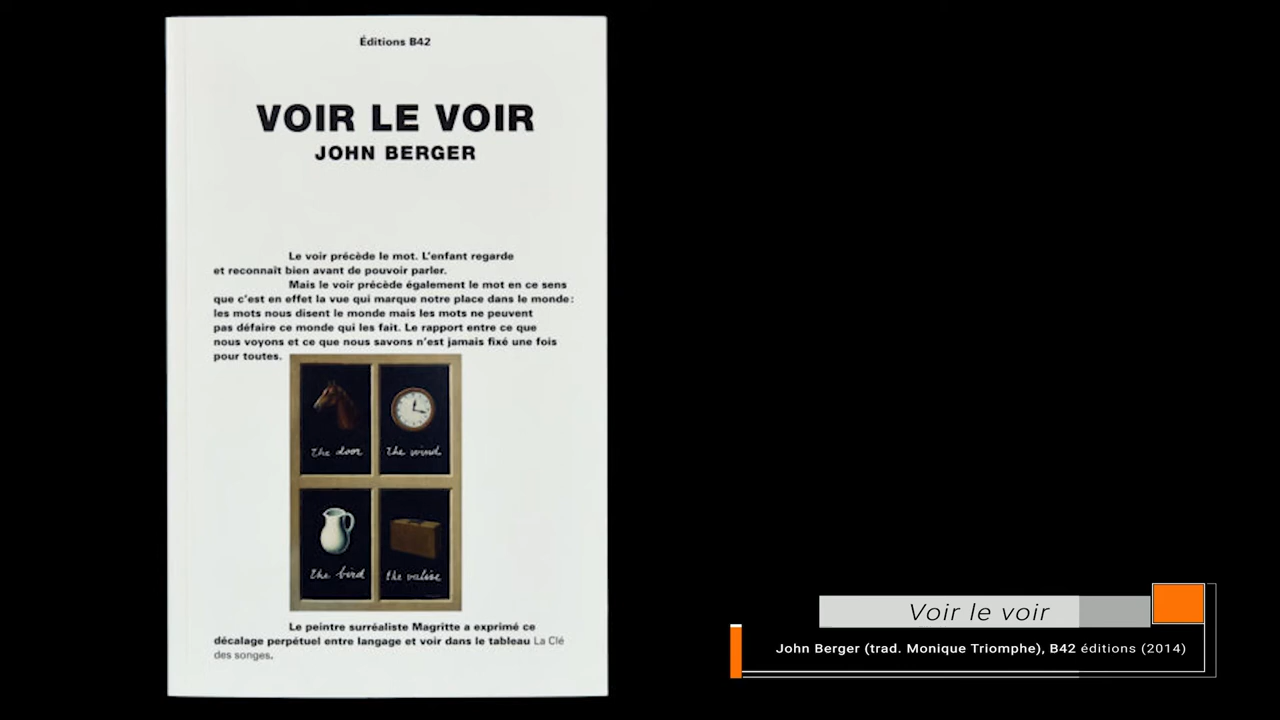 Éditions B42
VOIR LE VOIR
JOHN BERGER
Le voir précède le mot. L'enfant regarde
et reconnaît bien avant de pouvoir parler.
Mais le voir précède également le mot en ce sens
que c'est en effet la vue qui marque notre place dans le monde :
les mots nous disent le monde mais les mots ne peuvent
pas défaire ce monde qui les fait. Le rapport entre ce que
nous voyons et ce que nous savons n'est jamais fixé une fois
pour toutes.
the door
the wind
the bird
the valise
Le peintre surréaliste Magritte a exprimé ce
décalage perpétuel entre langage et voir dans le tableau La Clé
des songes.
Voir le voir
John Berger (trad. Monique Triomphe), B42 éditions (2014)